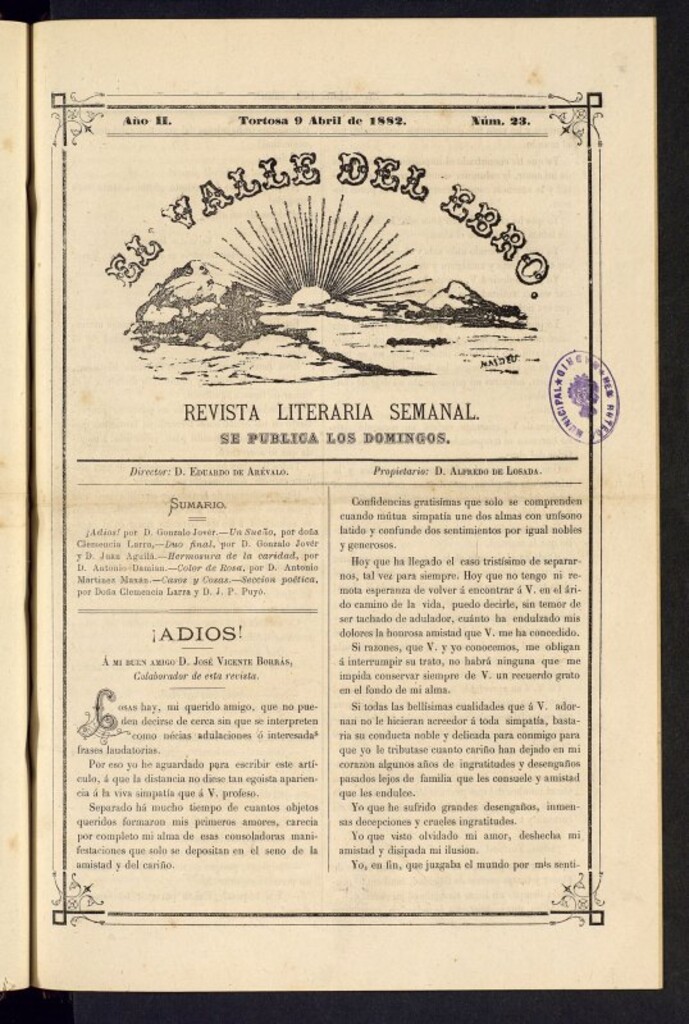 Año II. Tortosa 9 Abril de 1882. Núm. 23.
EL VALLE DEL EBRO.
REVISTA LITERARIA SEMANAL.
SE PUBLICA LOS DOMINGOS.
Director: D. EDUARDO DE ARÉVALO. Propietario: D. ALFREDO DE LOSADA.
SUMARIO.
¡Adios! por D. Gonzalo Jover.—Un Sueño, por doña
Clemencia Larra,—Duo final, por D. Gonzalo Jovér
y D. Juan Aguilá.—Hermosura de la caridad, por
D. Antonio Damian.—Color de Rosa, por D. Antonio
Martinez Mazán.—Casos y Cosas.—Seccion poética,
por Doña Clemencia Larra y D. J. P. Puyó.
¡ADIOS!
Á MI BUEN AMIGO D. JOSÉ VICENTE BORRÁS,
Colaborador de esta revista.
COSAS hay, mi querido amigo, que no pue-
den decirse de cerca sin que se interpreten
como nécias adulaciones ó interesadas
frases laudatorias.
Por eso yo he aguardado para escribir este artí-
culo, á que la distancia no diese tan egoista aparien-
cia á la viva simpatía que á V. profeso.
Separado há mucho tiempo de cuantos objetos
queridos formaron mis primeros amores, carecia
por completo mi alma de esas consoladoras mani-
festaciones que solo se depositan en el seno de la
amistad y del cariño.
Confidencias gratisimas que solo se comprenden
cuando mútua simpatía une dos almas con unísono
latido y confunde dos sentimientos por igual nobles
y generosos.
Hoy que ha llegado el caso tristísimo de separar-
nos, tal vez para siempre. Hoy que no tengo ni re-
mota esperanza de volver á encontrar á V. en el ári-
do camino de la vida, puedo decirle, sin temor de
ser tachado de adulador, cuánto ha endulzado mis
dolores la honrosa amistad que V. me ha concedido.
Si razones, que V. y yo conocemos, me obligan
á interrumpir su trato, no habrá ninguna que me
impida conservar siempre de V. un recuerdo grato
en el fondo de mi alma.
Si todas las bellísimas cualidades que á V. ador-
nan no le hicieran acreedor á toda simpatía, basta-
ria su conducta noble y delicada para conmigo para
que yo le tributase cuanto cariño han dejado en mi
corazon algunos años de ingratitudes y desengaños
pasados lejos de familia que les consuele y amistad
que les endulce.
Yo que he sufrido grandes desengaños, inmen-
sas decepciones y crueles ingratitudes.
Yo que visto olvidado mi amor, deshecha mi
amistad y disipada mi ilusion.
Yo, en fin, que juzgaba el mundo por mis senti-